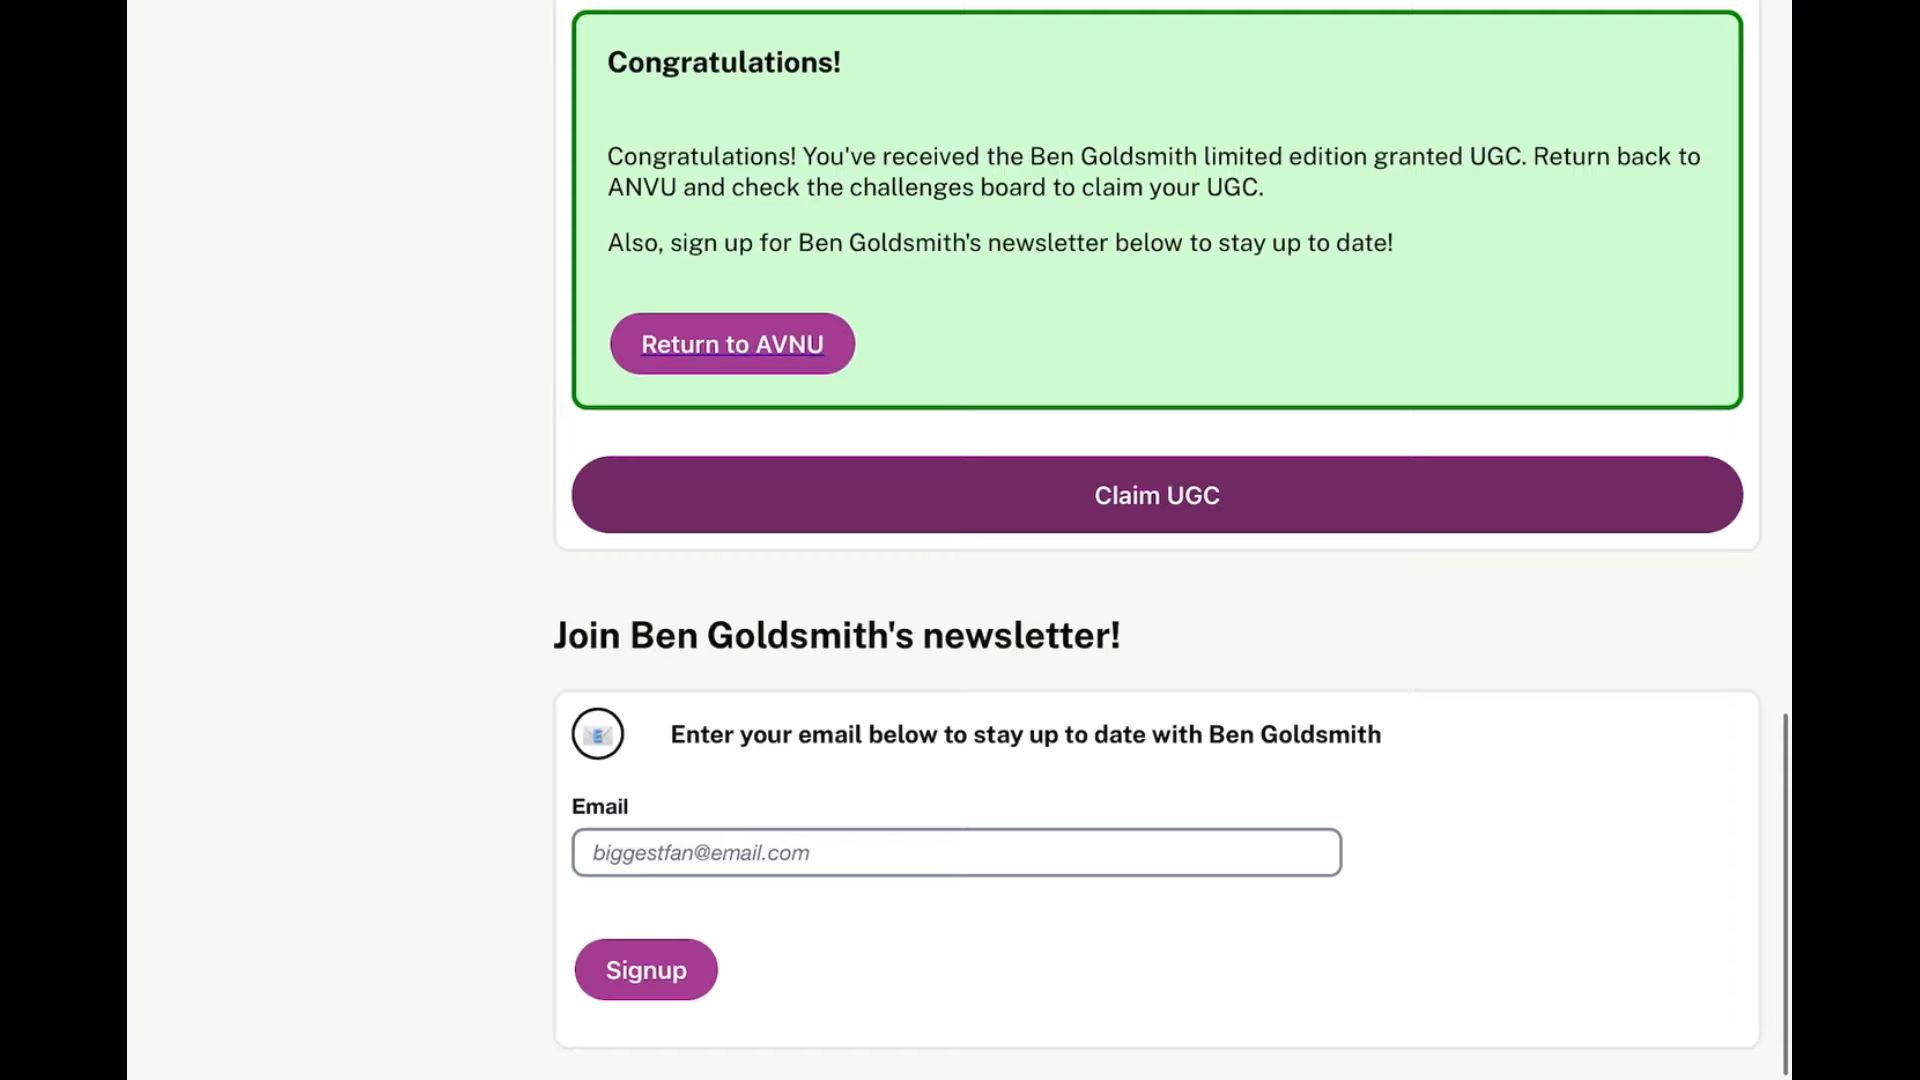 Congratulations!
Congratulations! You've received the Ben Goldsmith limited edition granted UGC. Return back to
ANVU and check the challenges board to claim your UGC.
Also, sign up for Ben Goldsmith's newsletter below to stay up to date!
Return to AVNU
Claim UGC
Join Ben Goldsmith's newsletter!
Enter your email below to stay up to date with Ben Goldsmith
Email
biggestfan@email.com
Signup